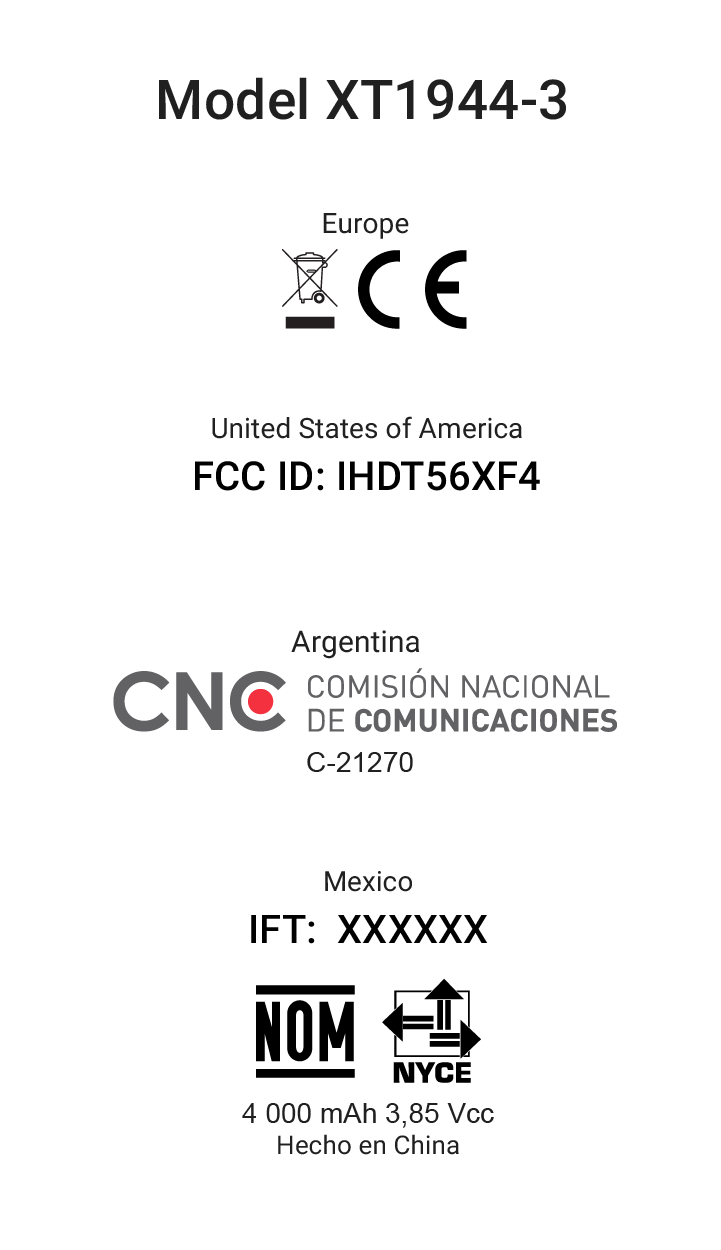 Model XT1944-3
Europe
CE
United States of America
FCC ID: IHDT56XF4
Argentina
CNC COMISIÓN NACIONAL
DE COMUNICACIONES
C-21270
Mexico
IFT: XXXXXX
NOM NYCE
4 000 mAh 3,85 Vcc
Hecho en China